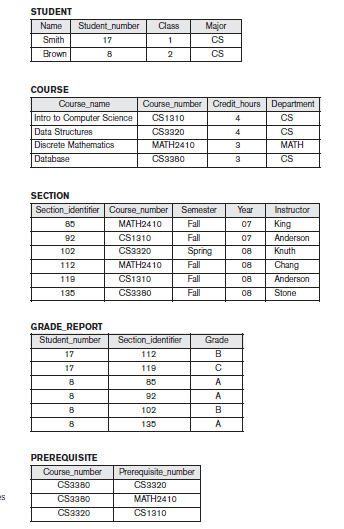 STUDENT
Name Student_number Class Major
Smith 17 1 CS
Brown 8 2 CS
COURSE
Course_name Course_number Credit_hours Department
Intro to Computer Science CS1310 4 CS
Data Structures CS3320 4 CS
Discrete Mathematics MATH2410 3 MATH
Database CS3380 3 CS
SECTION
Section_identifier Course_number Semester Year Instructor
85 MATH2410 Fall 07 King
92 CS1310 Fall 07 Anderson
102 CS3320 Spring 08 Knuth
112 MATH2410 Fall 08 Chang
119 CS1310 Fall 08 Anderson
135 CS3380 Fall 08 Stone
GRADE_REPORT
Student_number Section_identifier Grade
17 112 B
17 119 C
8 85 A
8 92 A
8 102 B
8 135 A
PREREQUISITE
Course_number Prerequisite_number
CS3380 CS3320
es
CS3380 MATH2410
CS3320 CS1310